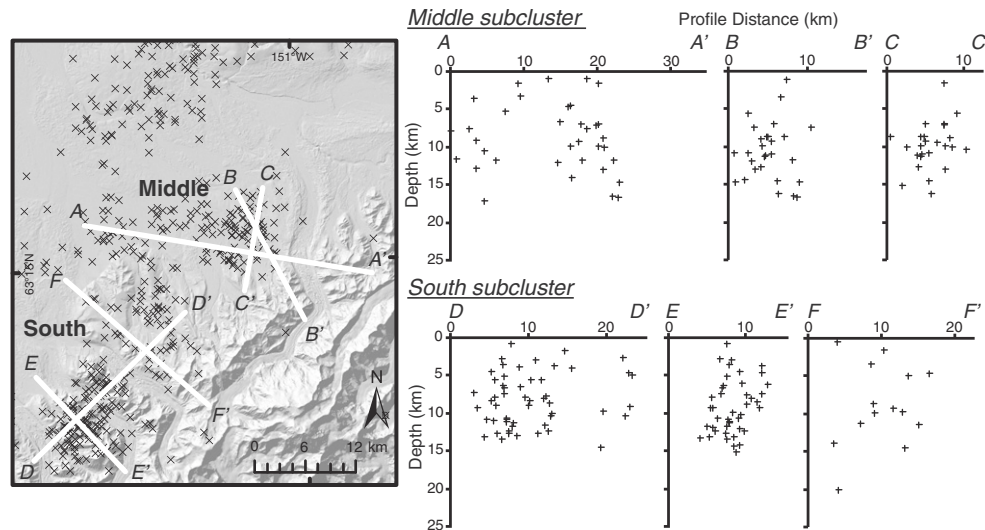 Middle subcluster
Profile Distance (km)
A A' B B' C C'
0 10 20 30 0 10 0 10
0
5
10
15
20
25
Depth (km)
South subcluster
D D' E E' F F'
0 10 20 0 10 0 10 20
0
5
10
15
20
25
Depth (km)
151°W
Middle
B
C
A
63°18'N
A'
F
C'
D'
B'
South
E
F'
N
0 6 12 km
D
E'